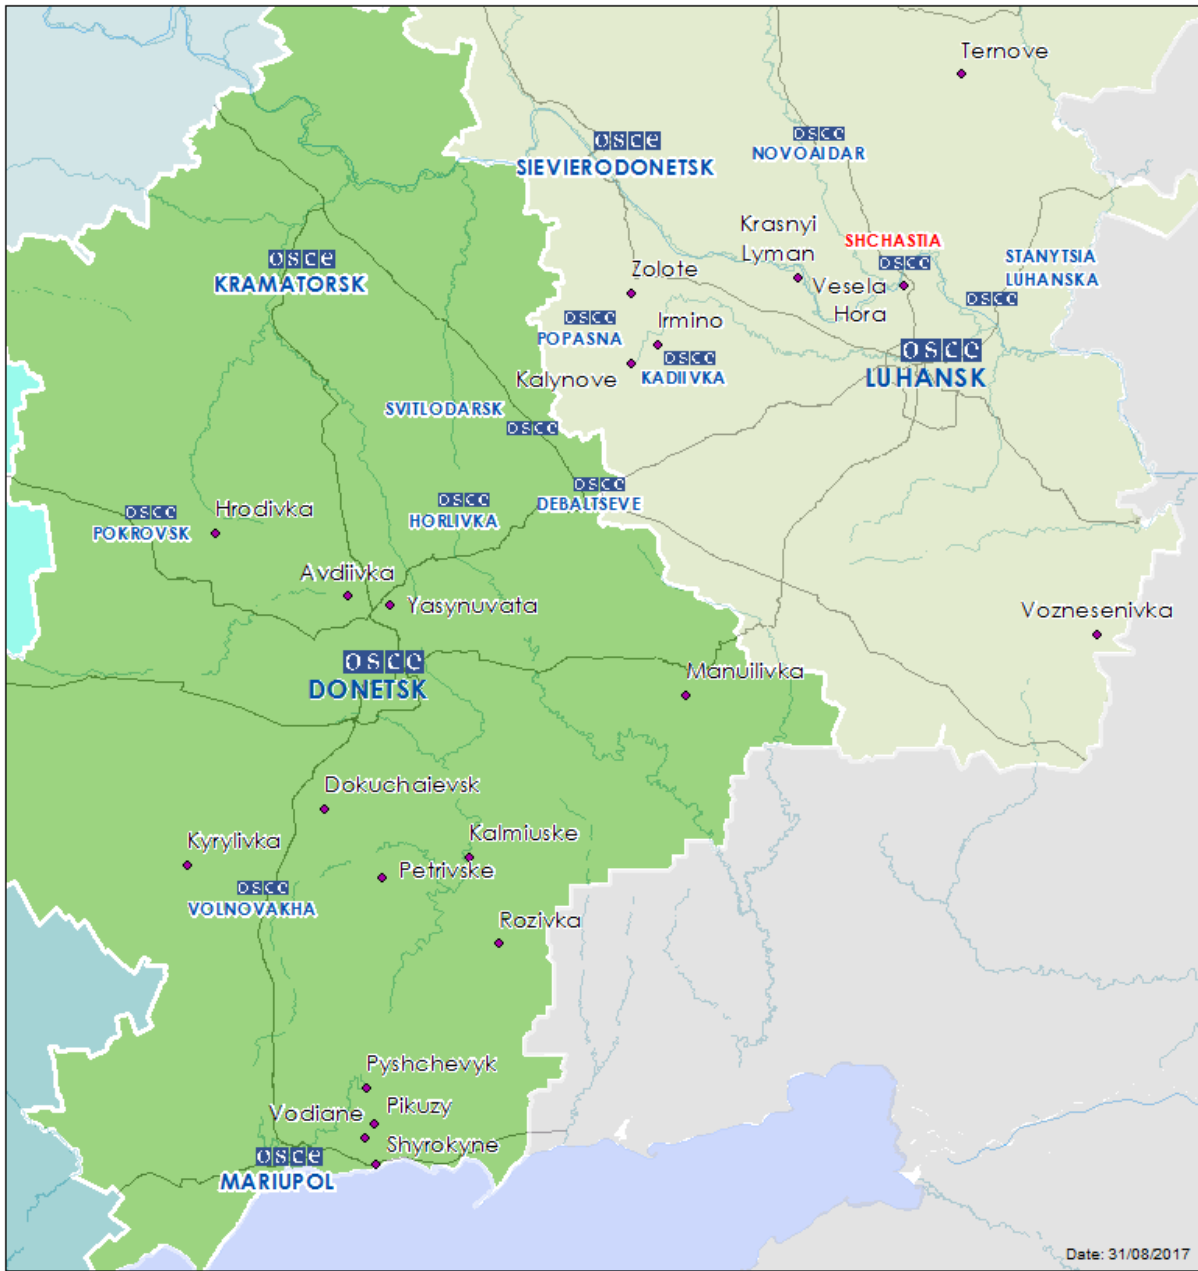 Ternove
osce
SIEVIERODONETSK
osce
NOVOAIDAR
Krasnyi
Lyman
SHCHASTIA
osce
Vesela
Hora
STANYTSIA
LUHANSKA
osce
osce
KRAMATORSK
Zolote
osce
POPASNA
Irmino
osce
KADIIVKA
Kalynove
osce
LUHANSK
SVITLODARSK
osce
osce
DEBALTSEVE
osce
HORLIVKA
osce
POKROVSK
Hrodivka
Avdiivka
Yasynuvata
Voznesenivka
osce
DONETSK
Manuilivka
Dokuchaievsk
Kyrylivka
Kalmiuske
Petrivske
osce
VOLNOVAKHA
Rozivka
Pyshchevyk
Pikuzy
Vodiane
Shyrokyne
osce
MARIUPOL
Date: 31/08/2017